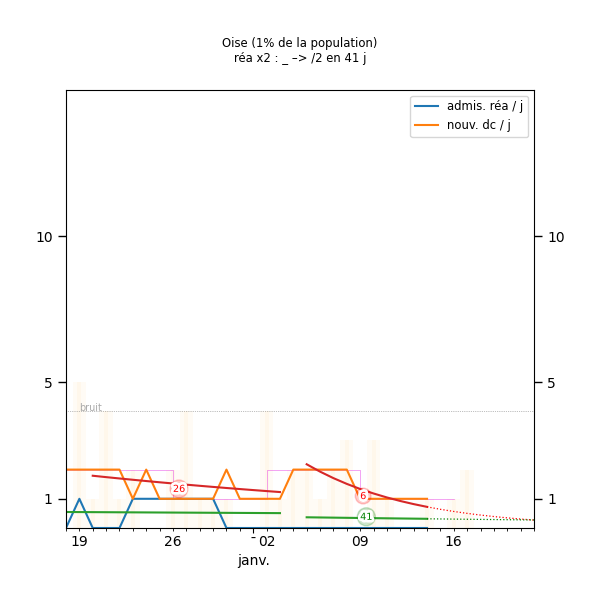 Oise (1% de la population)
réa x2 : _ –> /2 en 41 j
admis. réa / j
nouv. dc / j
10
10
5
5
bruit
26
6
1
1
41
19
26
- 02
09
16
janv.